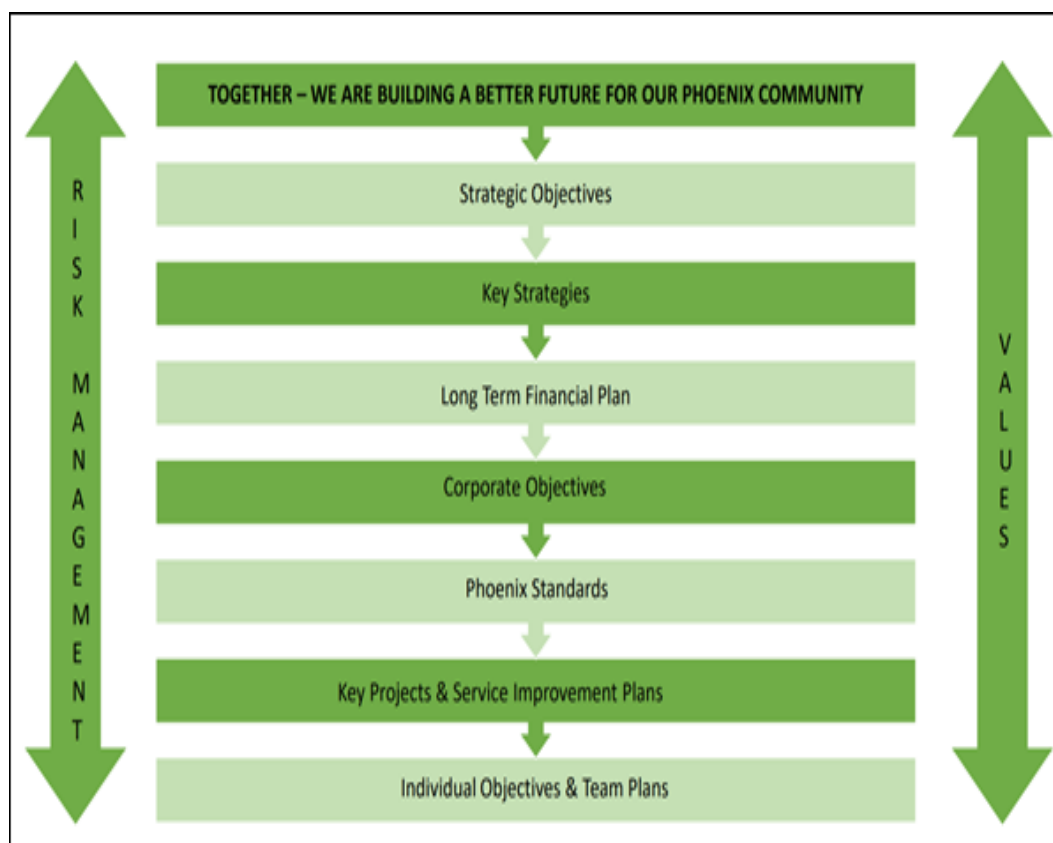 TOGETHER – WE ARE BUILDING A BETTER FUTURE FOR OUR PHOENIX COMMUNITY
Strategic Objectives
Key Strategies
Long Term Financial Plan
Corporate Objectives
Phoenix Standards
Key Projects & Service Improvement Plans
Individual Objectives & Team Plans
RISK MANAGEMENT
VALUES